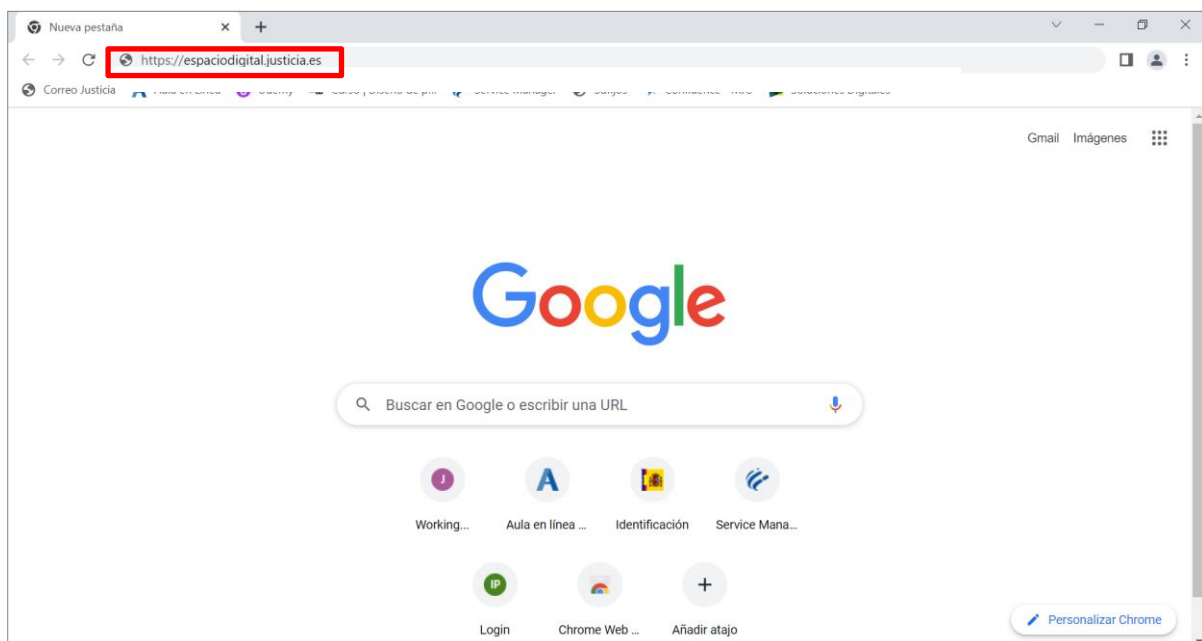 Nueva pestaña
https://espaciodigital.justicia.es
Correo Justicia
Gmail Imágenes
Google
Buscar en Google o escribir una URL
J
Working... Aula en línea ... Identificación Service Mana...
IP
Login Chrome Web ... Añadir atajo
Personalizar Chrome